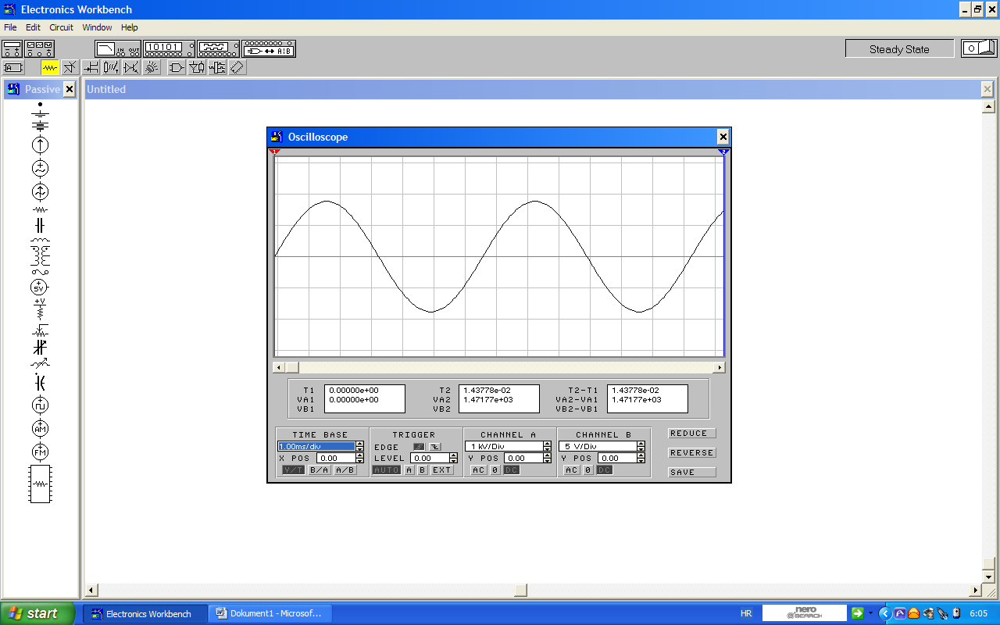 Electronics Workbench
File Edit Circuit Window Help
IN OUT
10101
A|B
Steady State
O
A
Passive
Untitled
Oscilloscope
1
2
+V
5V
AM
FM
T1 0.00000e+00
VA1 0.00000e+00
VB1
T2 1.43778e-02
VA2 1.47177e+03
VB2
T2-T1 1.43778e-02
VA2-VA1 1.47177e+03
VB2-VB1
TIME BASE
1.00ms/div
X POS 0.00
Y/T B/A A/B
TRIGGER
EDGE
LEVEL 0.00
AUTO A B EXT
CHANNEL A
1 kV/Div
Y POS 0.00
AC 0 DC
CHANNEL B
5 V/Div
Y POS 0.00
AC 0 DC
REDUCE
REVERSE
SAVE
start
Electronics Workbench
Dokument1 - Microsof...
HR
nero
@SEARCH
6:05